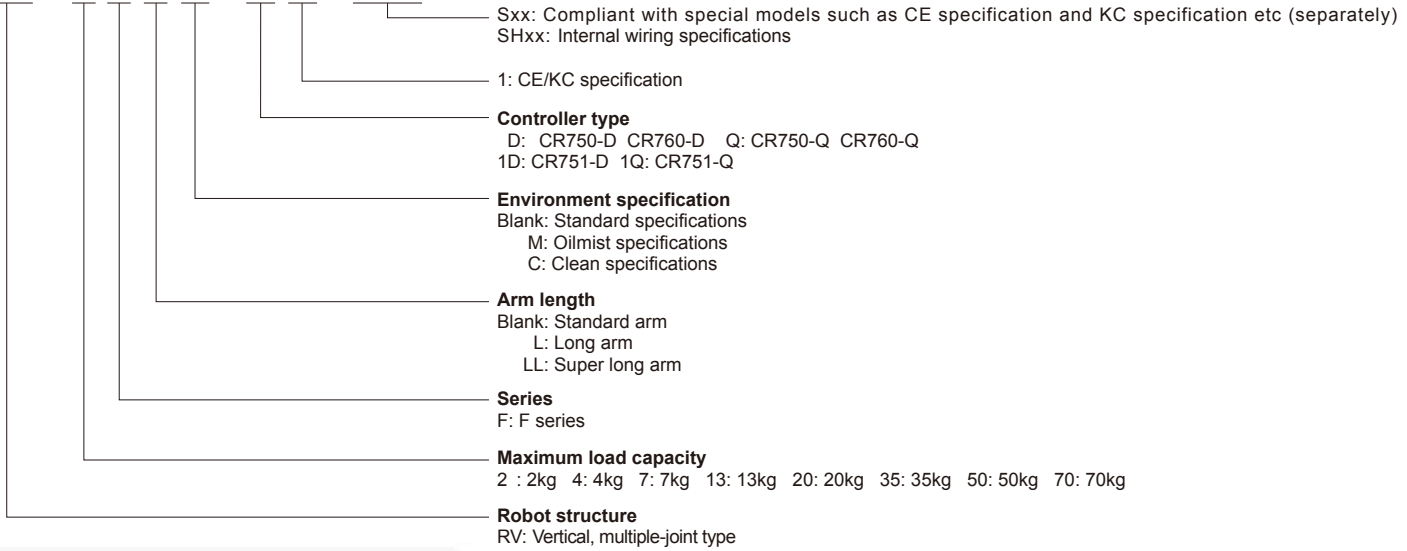 Sxx: Compliant with special models such as CE specification and KC specification etc (separately)
SHxx: Internal wiring specifications
1: CE/KC specification
Controller type
D: CR750-D CR760-D Q: CR750-Q CR760-Q
1D: CR751-D 1Q: CR751-Q
Environment specification
Blank: Standard specifications
M: Oilmist specifications
C: Clean specifications
Arm length
Blank: Standard arm
L: Long arm
LL: Super long arm
Series
F: F series
Maximum load capacity
2 : 2kg 4: 4kg 7: 7kg 13: 13kg 20: 20kg 35: 35kg 50: 50kg 70: 70kg
Robot structure
RV: Vertical, multiple-joint type